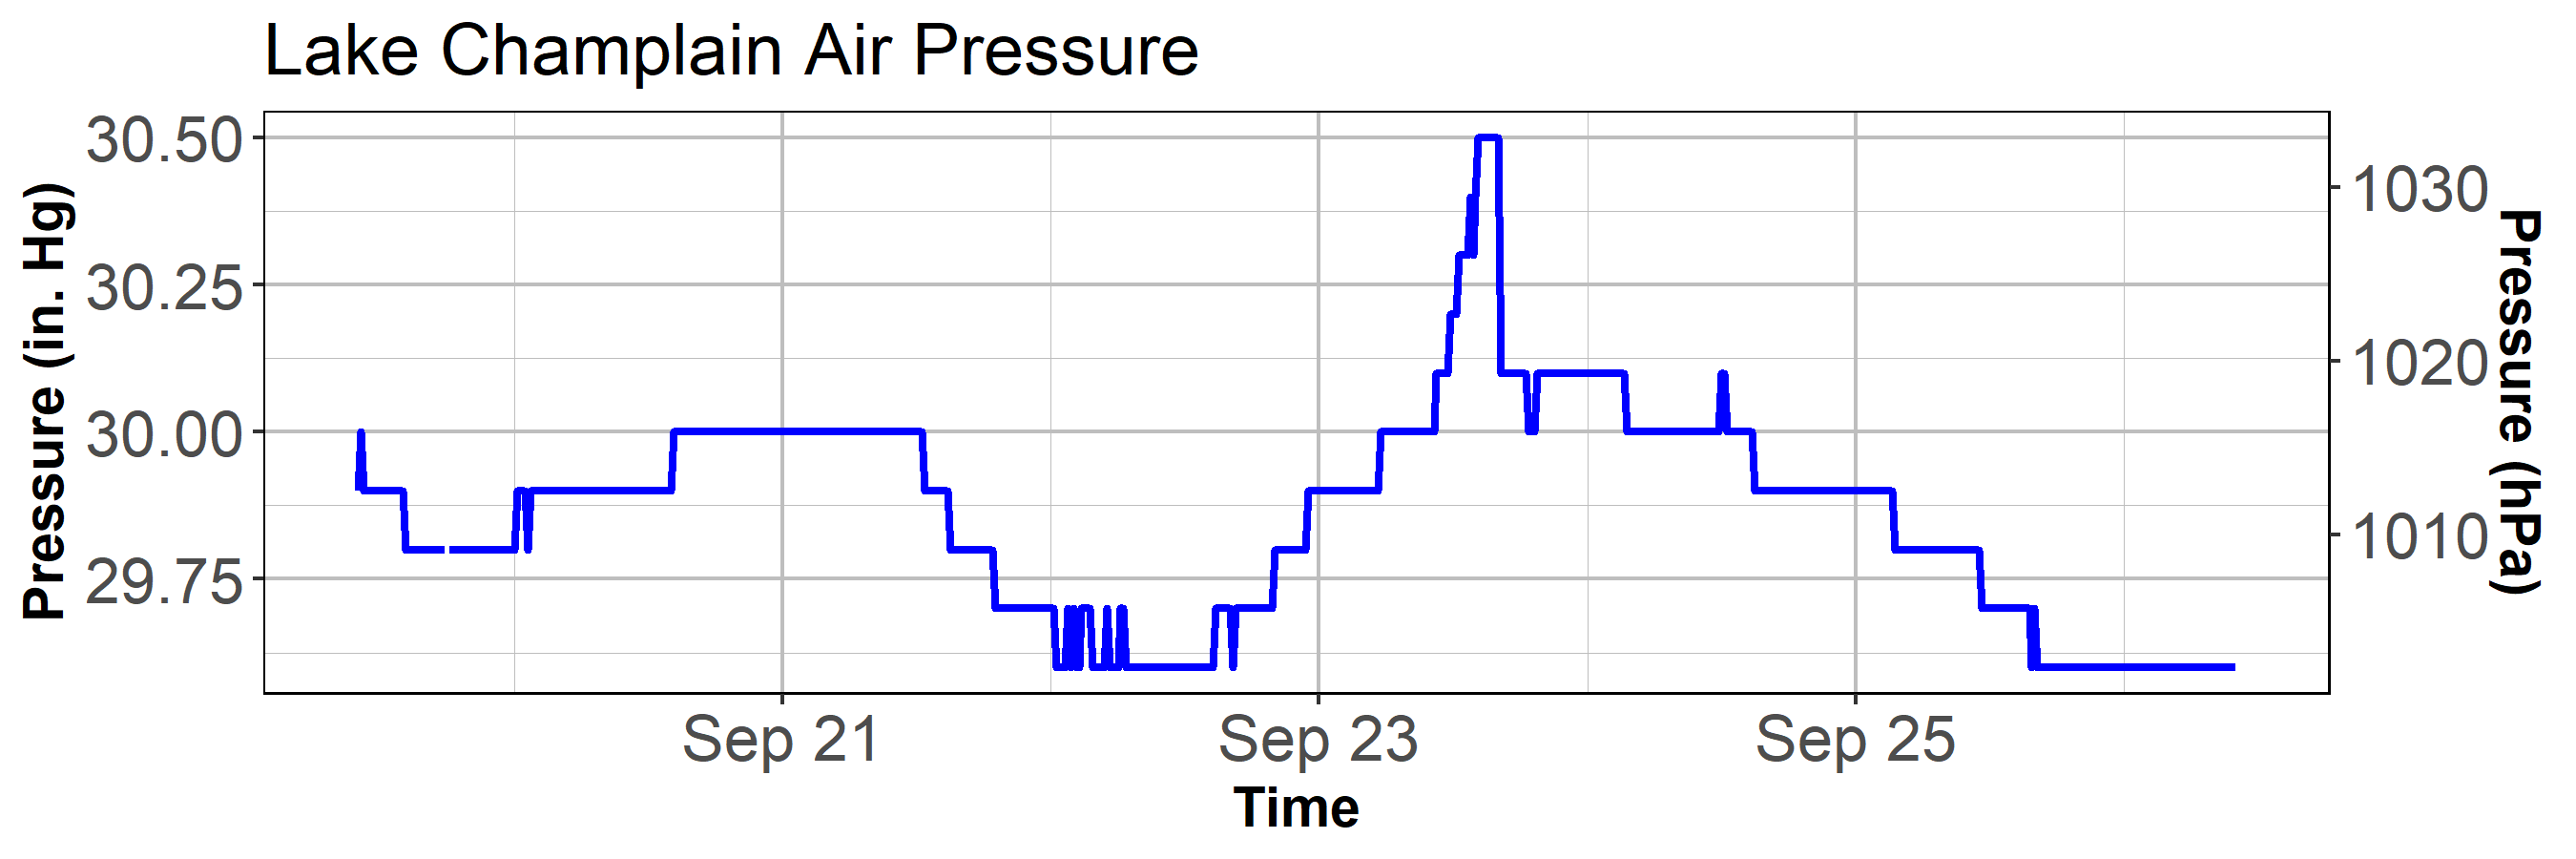 Lake Champlain Air Pressure
Pressure (in. Hg)
30.50
30.25
30.00
29.75
1030
1020
1010
Pressure (hPa)
Sep 21
Sep 23
Sep 25
Time